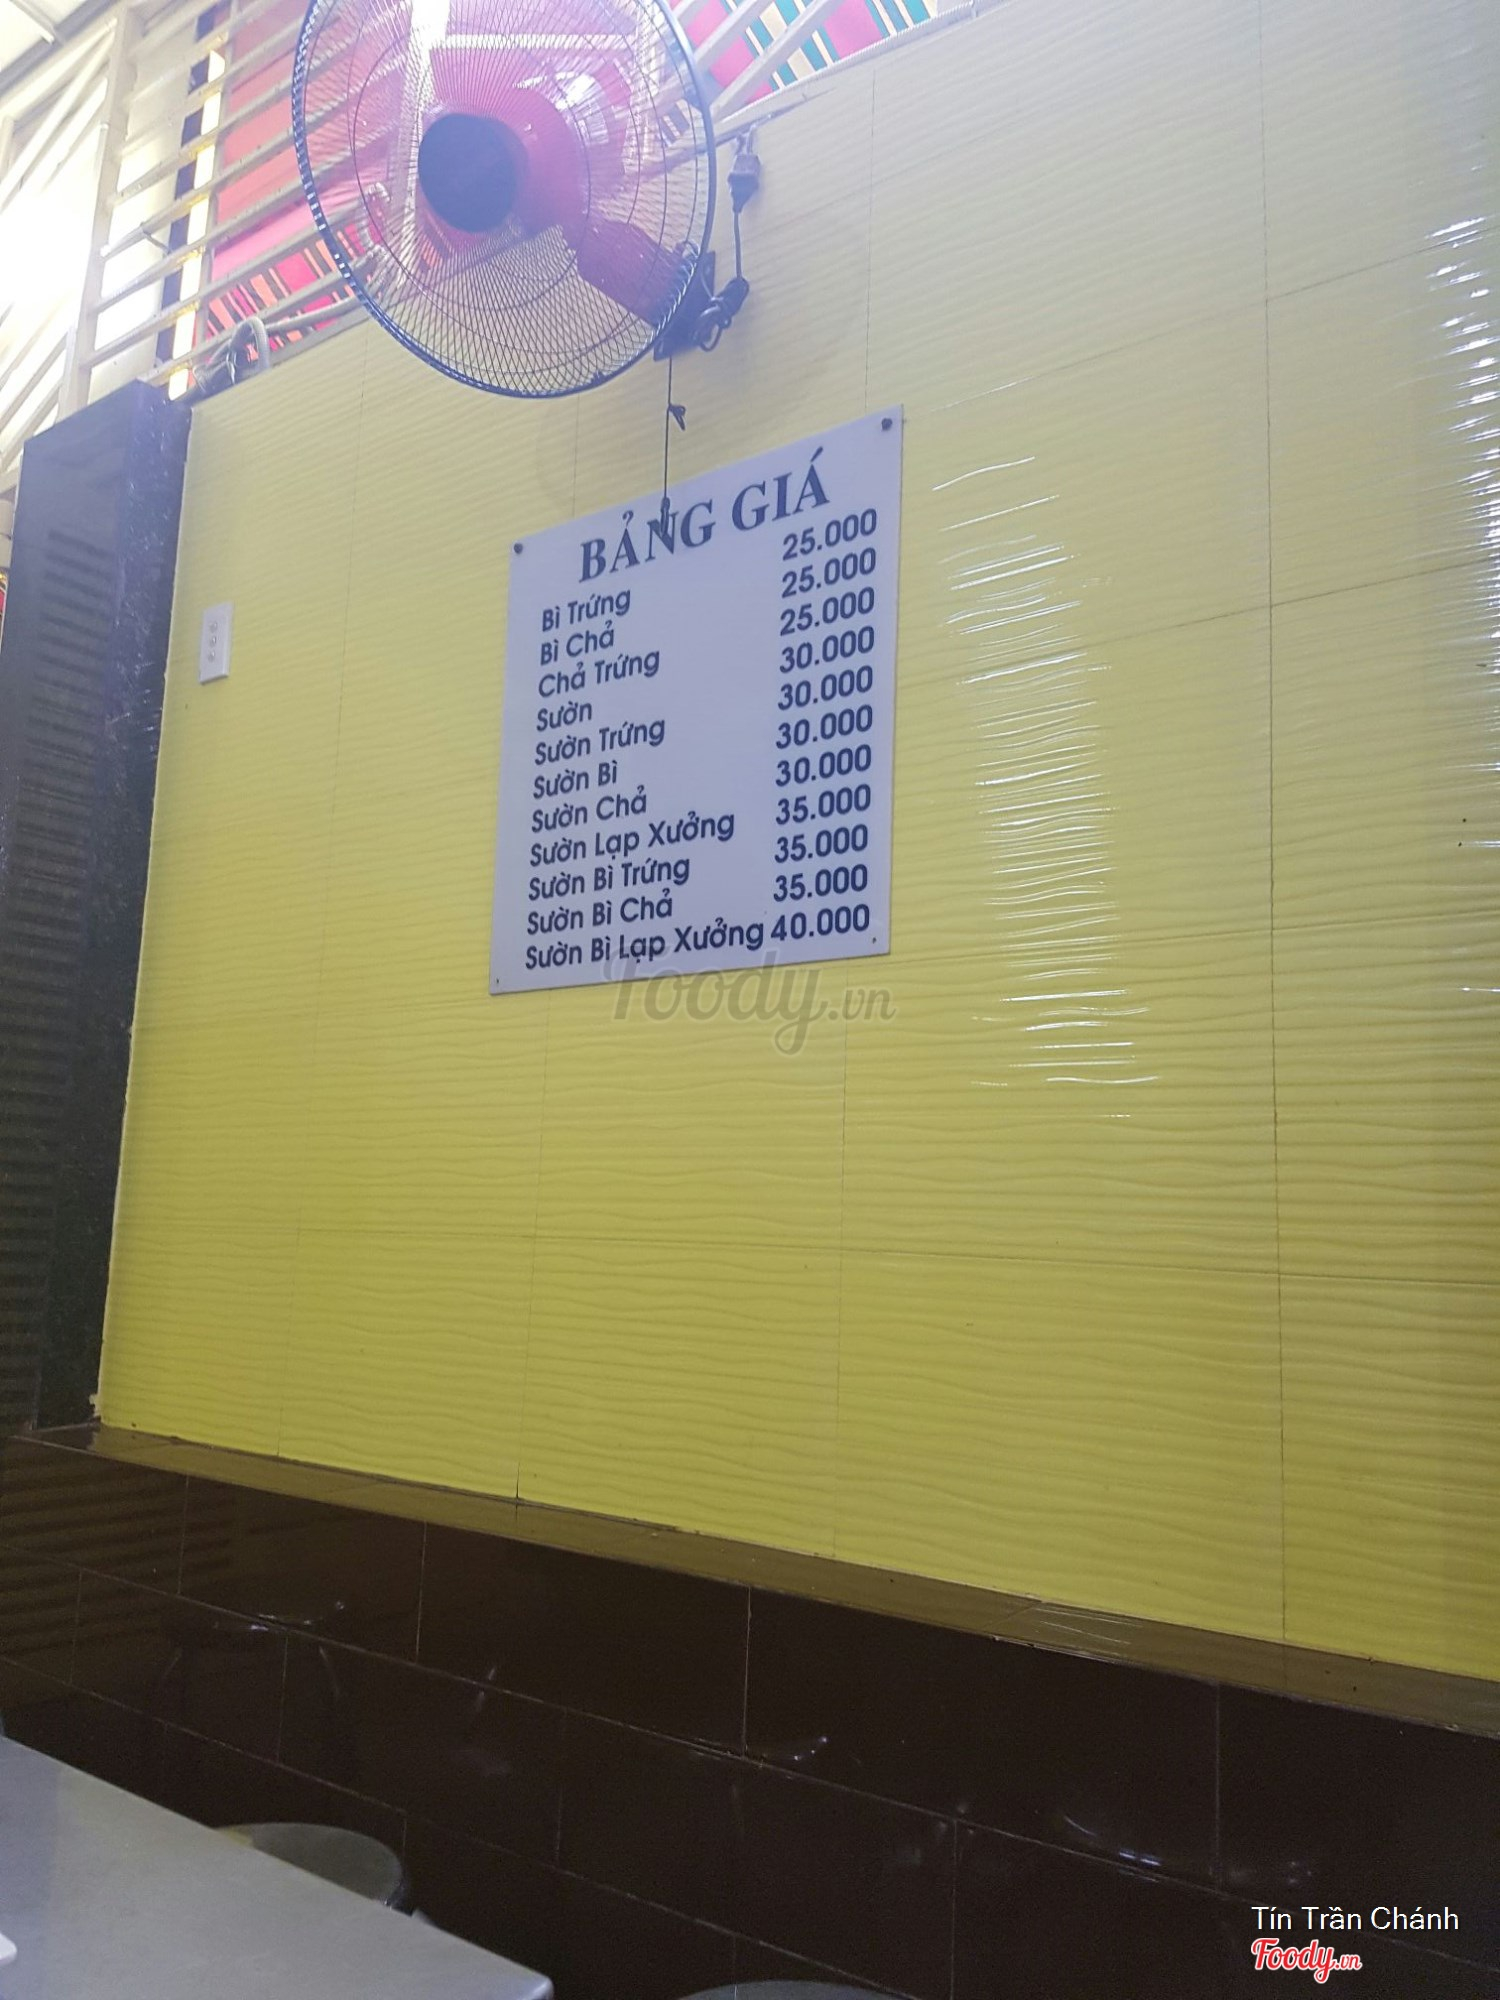 BẢNG GIÁ
Bì Trứng 25.000
Bì Chả 25.000
Chả Trứng 25.000
Sườn 30.000
Sườn Trứng 30.000
Sườn Bì 30.000
Sườn Chả 30.000
Sườn Lạp Xưởng 35.000
Sườn Bì Trứng 35.000
Sườn Bì Chả 35.000
Sườn Bì Lạp Xưởng 40.000
Foody.vn
Tín Trần Chánh
Foody.vn